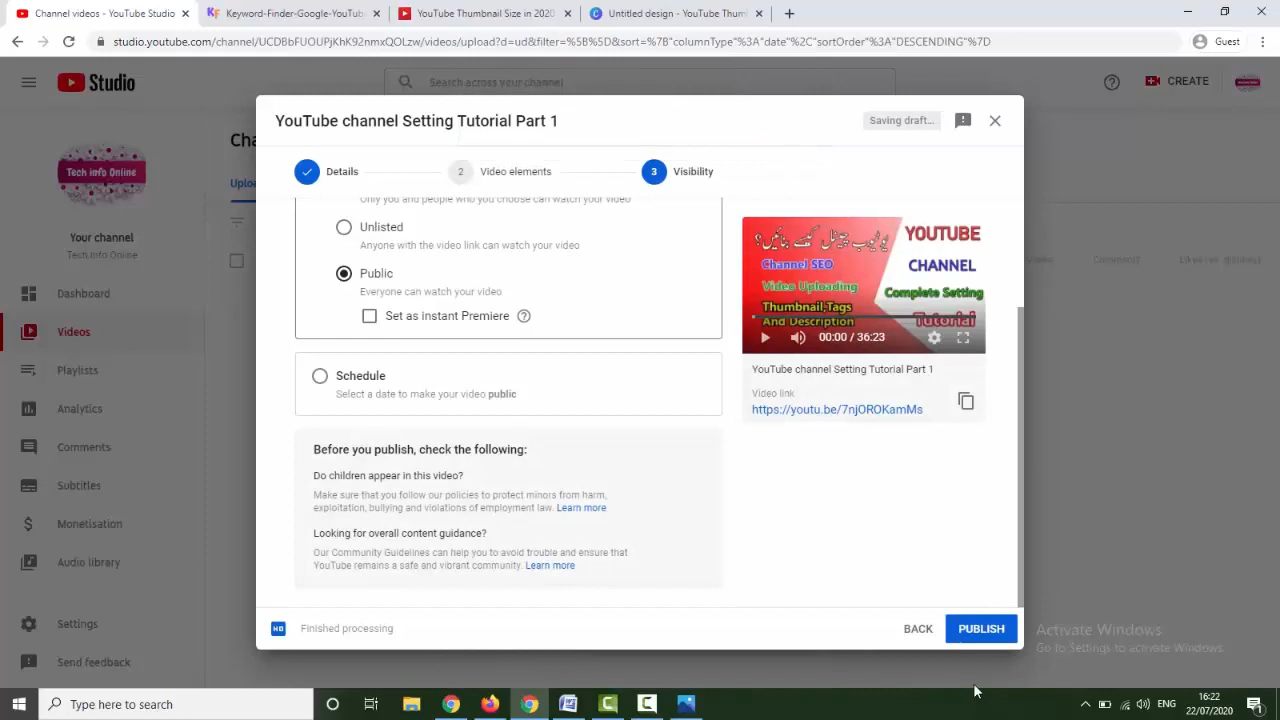 Channel videos - YouTube Studio
Keyword-Finder-Google-YouTub
YouTube Thumbnail Size in 2020
Untitled design - YouTube Thum
studio.youtube.com/channel/UCDBbFUOUPjKhK92nmxQOLzw/videos/upload?d=ud&filter=%5B%5D&sort=%7B"columnType"%3A"date"%2C"sortOrder"%3A"DESCENDING"%7D
Guest
Studio
Search across your channel
CREATE
YouTube channel Setting Tutorial Part 1
Saving draft...
Cha
Tech info Online
Details
2
Video elements
3
Visibility
Uploa
Only you and people who you choose can watch your video
Unlisted
Anyone with the video link can watch your video
Public
Everyone can watch your video
Set as instant Premiere
یوٹیوب چینل کیسے بنائیں؟
YOUTUBE
Channel SEO
CHANNEL
Video Uploading
Complete Setting
Thumbnail,Tags
And Description
Tutorial
00:00 / 36:23
Your channel
Tech.info Online
Comment
Dashboard
Videos
Playlists
Analytics
Comments
Subtitles
Monetisation
Audio library
Settings
Send feedback
Schedule
Select a date to make your video public
YouTube channel Setting Tutorial Part 1
Video link
https://youtu.be/7njOROKamMs
Before you publish, check the following:
Do children appear in this video?
Make sure that you follow our policies to protect minors from harm,
exploitation, bullying and violations of employment law. Learn more
Looking for overall content guidance?
Our Community Guidelines can help you to avoid trouble and ensure that
YouTube remains a safe and vibrant community. Learn more
HD
Finished processing
BACK
PUBLISH
Activate Windows
Go to Settings to activate Windows.
Type here to search
ENG
16:22
22/07/2020
1